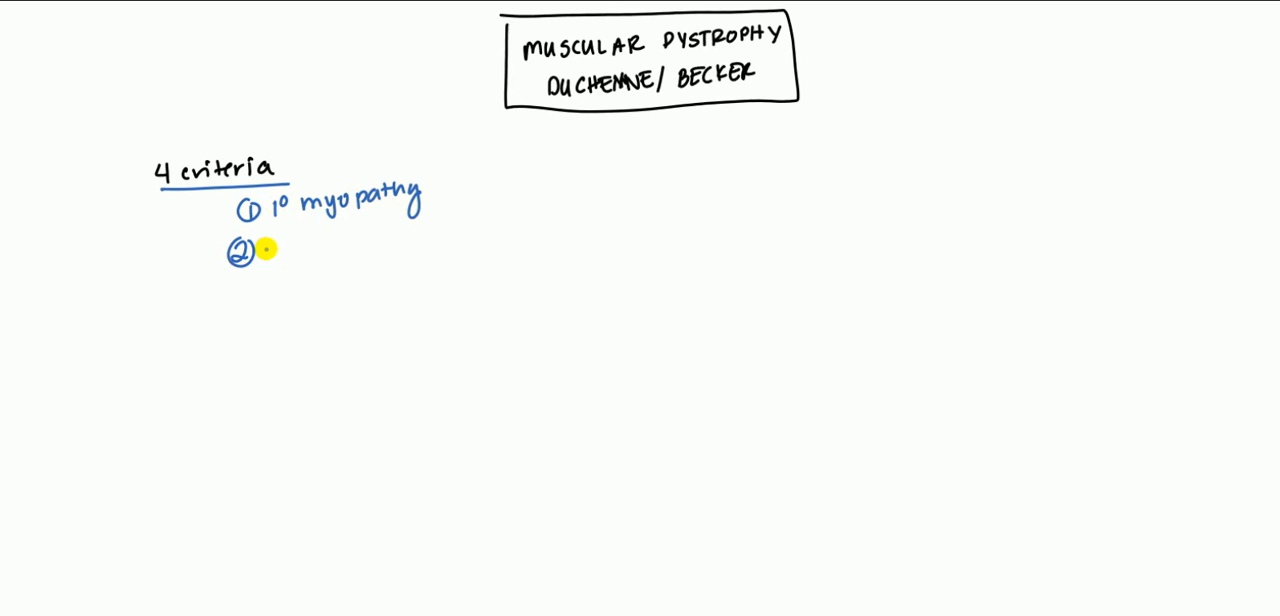 MUSCULAR DYSTROPHY
DUCHENNE/ BECKER
4 criteria
① 1° myopathy
②